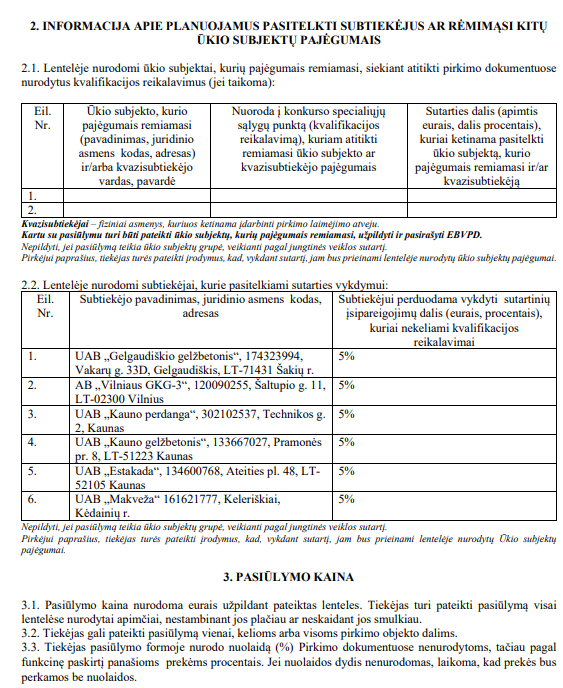 2. INFORMACIJA APIE PLANUOJAMUS PASITELKTI SUBTIEKĖJUS AR RĖMIMĄSI KITŲ
ŪKIO SUBJEKTŲ PAJĖGUMAIS
2.1. Lentelėje nurodomi ūkio subjektai, kurių pajėgumais remiamasi, siekiant atitikti pirkimo dokumentuose
nurodytus kvalifikacijos reikalavimus (jei taikoma):
Eil.
Nr.
Ūkio subjekto, kurio
pajėgumais remiamasi
(pavadinimas, juridinio
asmens kodas, adresas)
ir/arba kvazisubtiekėjo
vardas, pavardė
Nuoroda į konkurso specialiųjų
sąlygų punktą (kvalifikacijos
reikalavimą), kuriam atitikti
remiamasi ūkio subjekto ar
kvazisubtiekėjo pajėgumais
Sutarties dalis (apimtis
eurais, dalis procentais),
kuriai ketinama pasitelkti
ūkio subjektą, kurio
pajėgumais remiamasi ir/ar
kvazisubtiekėją
1.
2.
Kvazisubtiekėjai – fiziniai asmenys, kuriuos ketinama įdarbinti pirkimo laimėjimo atveju.
Kartu su pasiūlymu turi būti pateikti ūkio subjektų, kurių pajėgumais remiamasi, užpildyti ir pasirašyti EBVPD.
Nepildyti, jei pasiūlymą teikia ūkio subjektų grupė, veikianti pagal jungtinės veiklos sutartį.
Pirkėjui paprašius, tiekėjas turės pateikti įrodymus, kad, vykdant sutartį, jam bus prieinami lentelėje nurodytų ūkio subjektų pajėgumai.
2.2. Lentelėje nurodomi subtiekėjai, kurie pasitelkiami sutarties vykdymui:
Eil.
Nr.
Subtiekėjo pavadinimas, juridinio asmens kodas,
adresas
Subtiekėjui perduodama vykdyti sutartinių
įsipareigojimų dalis (eurais, procentais),
kuriai nekeliami kvalifikacijos
reikalavimai
1. UAB „Gelgaudiškio gelžbetonis“, 174323994, 5%
Vakarų g. 33D, Gelgaudiškis, LT-71431 Šakių r.
2. AB „Vilniaus GKG-3“, 120090255, Šaltupio g. 11, 5%
LT-02300 Vilnius
3. UAB „Kauno perdanga“, 302102537, Technikos g. 5%
2, Kaunas
4. UAB „Kauno gelžbetonis“, 133667027, Pramonės 5%
pr. 8, LT-51223 Kaunas
5. UAB „Estakada“, 134600768, Ateities pl. 48, LT- 5%
52105 Kaunas
6. UAB „Makveža“ 161621777, Keleriškiai, 5%
Kėdainių r.
Nepildyti, jei pasiūlymą teikia ūkio subjektų grupė, veikianti pagal jungtinės veiklos sutartį.
Pirkėjui paprašius, tiekėjas turės pateikti įrodymus, kad, vykdant sutartį, jam bus prieinami lentelėje nurodytų Ūkio subjektų
pajėgumai.
3. PASIŪLYMO KAINA
3.1. Pasiūlymo kaina nurodoma eurais užpildant pateiktas lenteles. Tiekėjas turi pateikti pasiūlymą visai
lentelėse nurodytai apimčiai, nestambinant jos plačiau ar neskaidant jos smulkiau.
3.2. Tiekėjas gali pateikti pasiūlymą vienai, kelioms arba visoms pirkimo objekto dalims.
3.3. Tiekėjas pasiūlymo formoje nurodo nuolaidą (%) Pirkimo dokumentuose nenurodytoms, tačiau pagal
funkcinę paskirtį panašioms prekėms procentais. Jei nuolaidos dydis nenurodomas, laikoma, kad prekės bus
perkamos be nuolaidos.